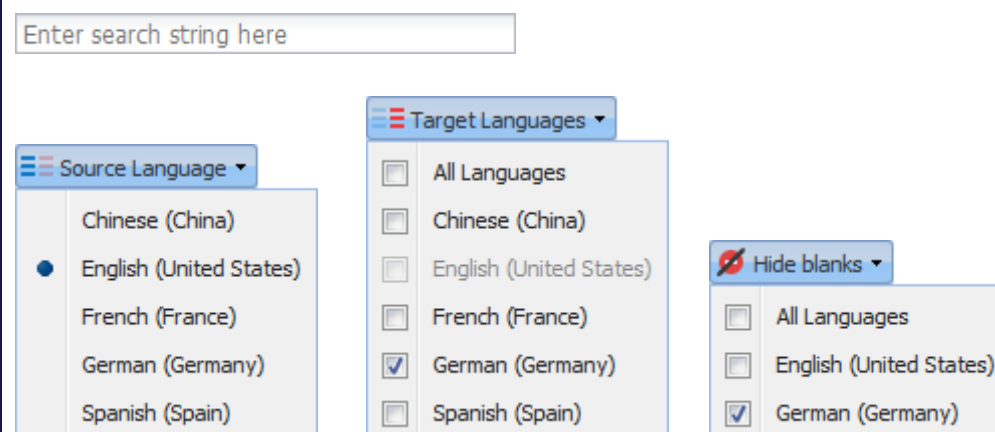 Enter search string here
Source Language
Chinese (China)
English (United States)
French (France)
German (Germany)
Spanish (Spain)
Target Languages
All Languages
Chinese (China)
English (United States)
French (France)
German (Germany)
Spanish (Spain)
Hide blanks
All Languages
English (United States)
German (Germany)